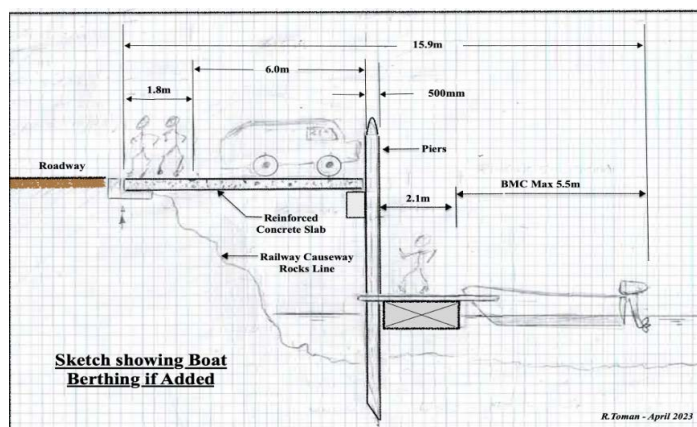 15.9m
6.0m
1.8m
500mm
Piers
Roadway
BMC Max 5.5m
2.1m
Reinforced
Concrete Slab
Railway Causeway
Rocks Line
Sketch showing Boat
Berthing if Added
R.Toman - April 2023